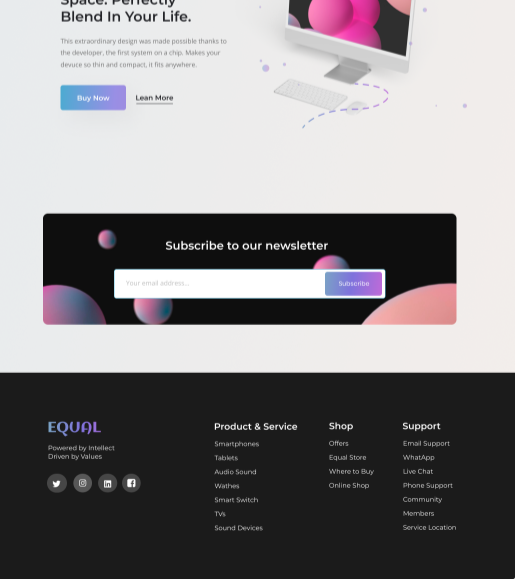 Space. Perfectly
Blend In Your Life.
This extraordinary design was made possible thanks to
the developer, the first system on a chip. Makes your
devuce so thin and compact, it fits anywhere.
Buy Now
Lean More
Subscribe to our newsletter
Your email address...
Subscribe
EQUAL
Powered by Intellect
Driven by Values
Product & Service
Smartphones
Tablets
Audio Sound
Wathes
Smart Switch
TVs
Sound Devices
Shop
Offers
Equal Store
Where to Buy
Online Shop
Support
Email Support
WhatApp
Live Chat
Phone Support
Community
Members
Service Location